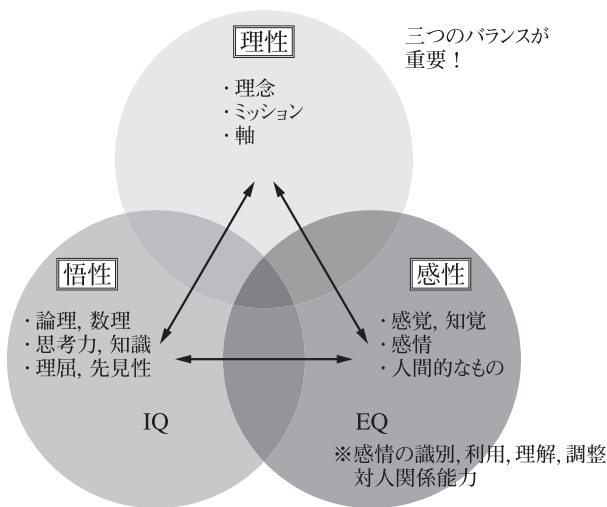 理性
三つのバランスが
重要！
・理念
・ミッション
・軸
悟性
・論理, 数理
・思考力, 知識
・理屈, 先見性
IQ
感性
・感覚, 知覚
・感情
・人間的なもの
EQ
※感情の識別, 利用, 理解, 調整
対人関係能力